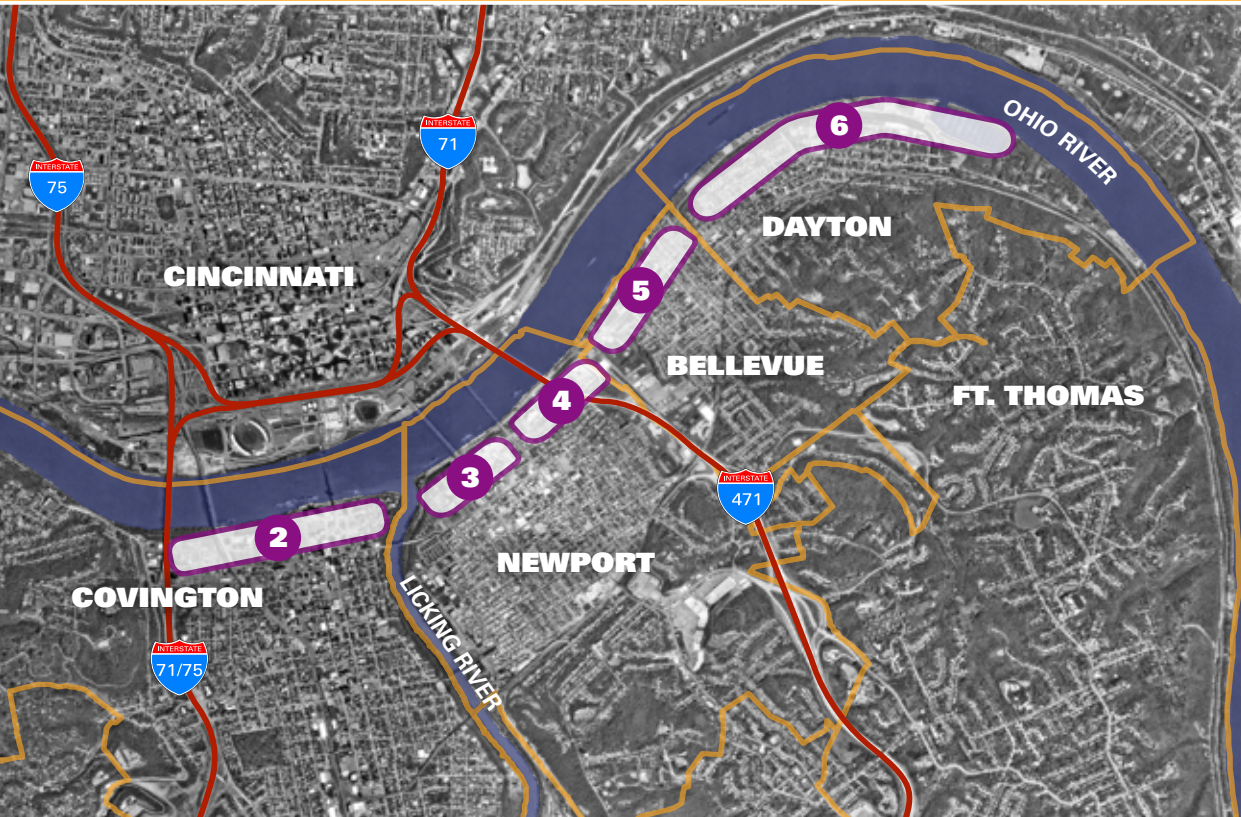 INTERSTATE
71
INTERSTATE
75
6
OHIO RIVER
DAYTON
CINCINNATI
5
BELLEVUE
FT. THOMAS
4
3
INTERSTATE
471
2
NEWPORT
COVINGTON
LICKING RIVER
INTERSTATE
71/75